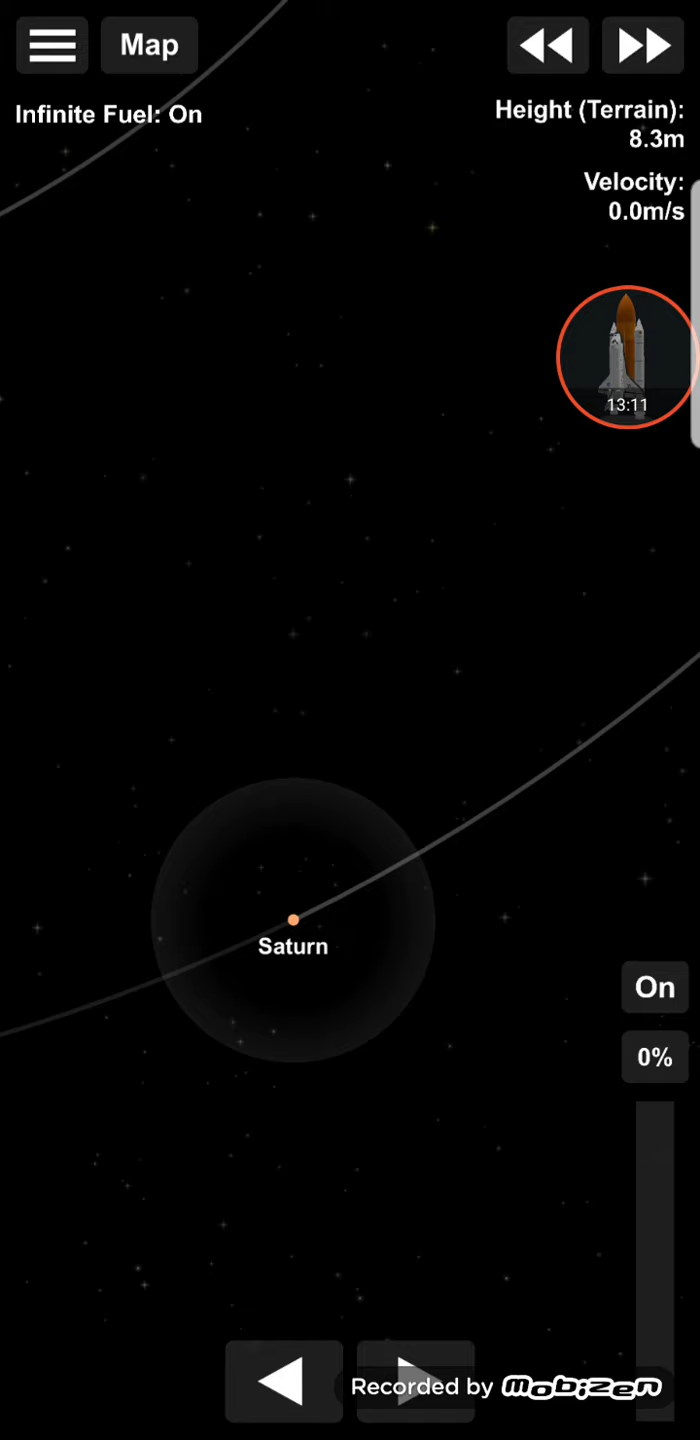 Map
Infinite Fuel: On
Height (Terrain):
8.3m
Velocity:
0.0m/s
13:11
Saturn
On
0%
Recorded by mobizen